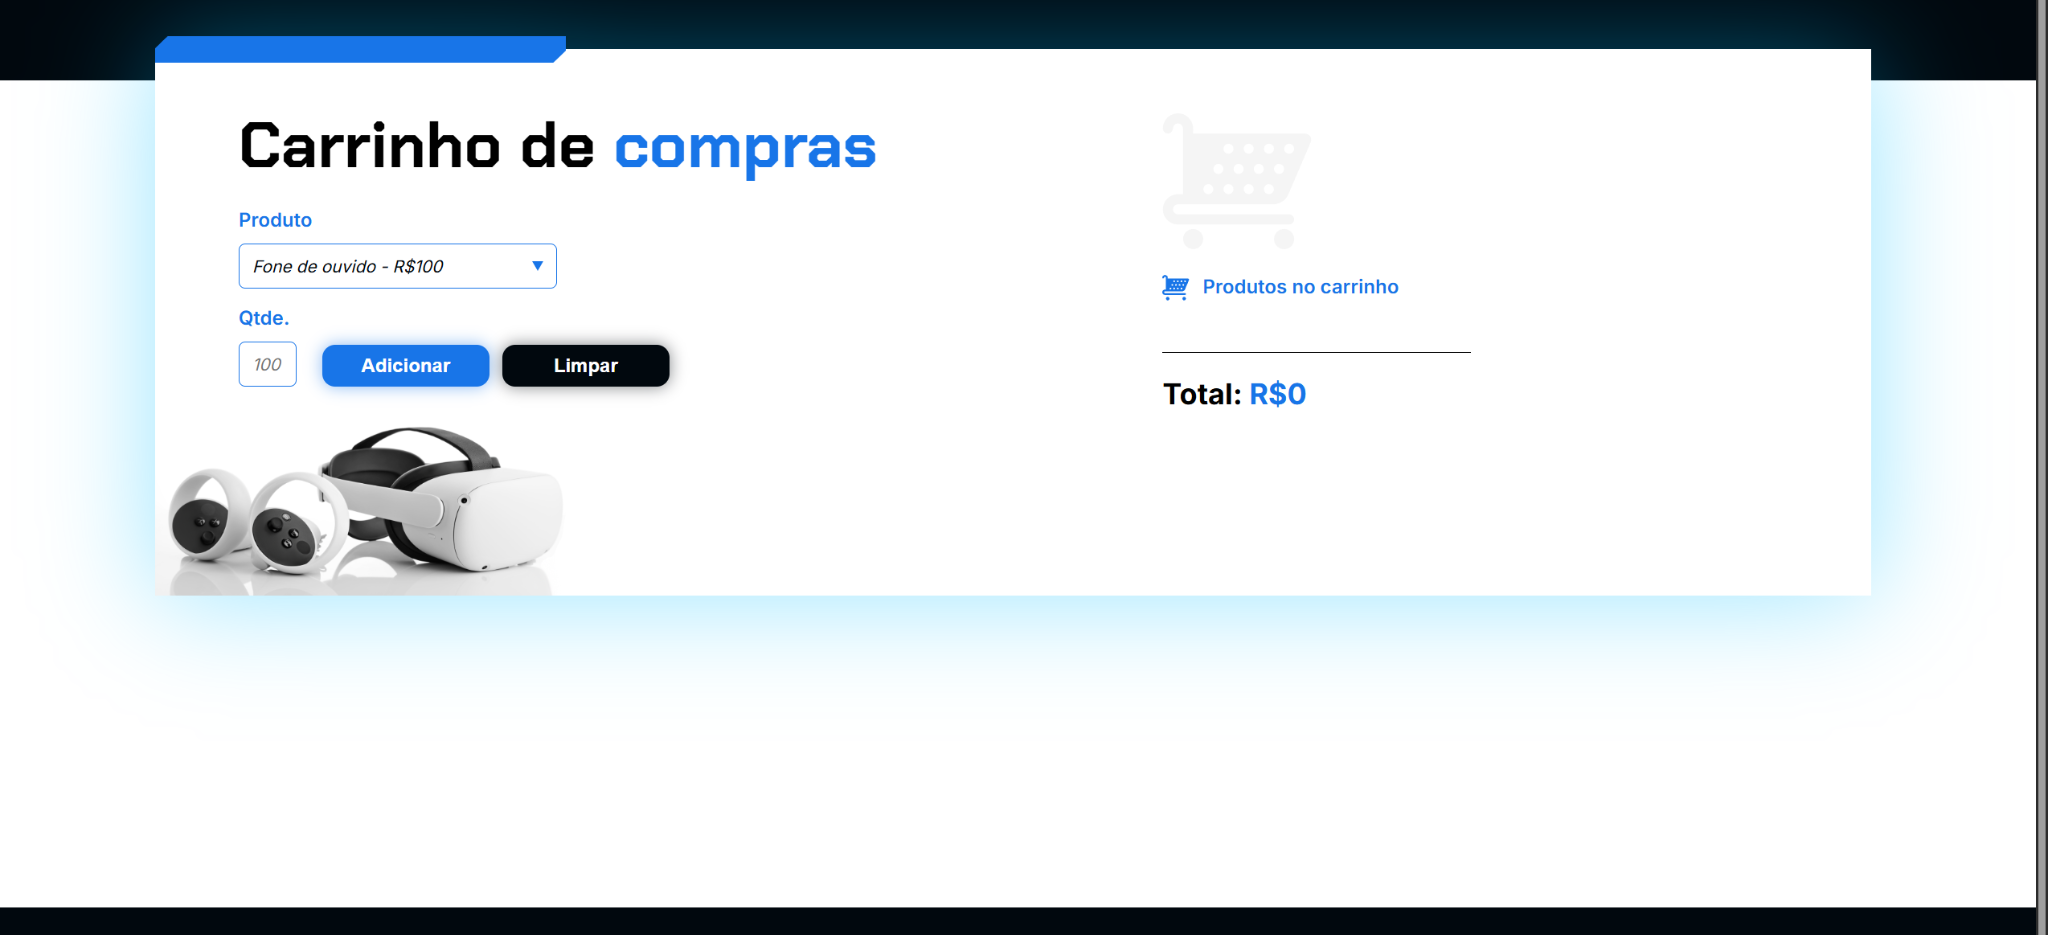 Carrinho de compras
Produto
Fone de ouvido - R$100
Qtde.
100
Adicionar
Limpar
Produtos no carrinho
Total: R$0